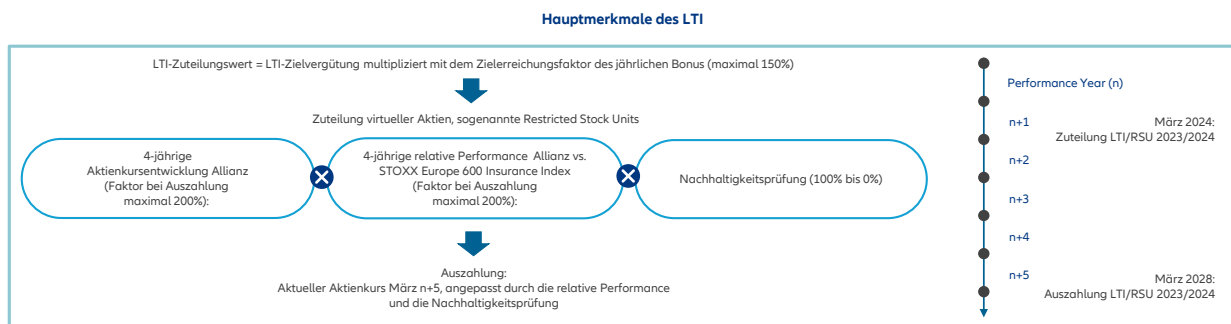 Hauptmerkmale des LTI
LTI-Zuteilungswert = LTI-Zielvergütung multipliziert mit dem Zielerreichungsfaktor des jährlichen Bonus (maximal 150%)
Zuteilung virtueller Aktien, sogenannte Restricted Stock Units
4-jährige
Aktienkursentwicklung Allianz
(Faktor bei Auszahlung
maximal 200%):
4-jährige relative Performance Allianz vs.
STOXX Europe 600 Insurance Index
(Faktor bei Auszahlung
maximal 200%):
Nachhaltigkeitsprüfung (100% bis 0%)
Auszahlung:
Aktueller Aktienkurs März n+5, angepasst durch die relative Performance
und die Nachhaltigkeitsprüfung
Performance Year (n)
n+1
März 2024:
Zuteilung LTI/RSU 2023/2024
n+2
n+3
n+4
n+5
März 2028:
Auszahlung LTI/RSU 2023/2024